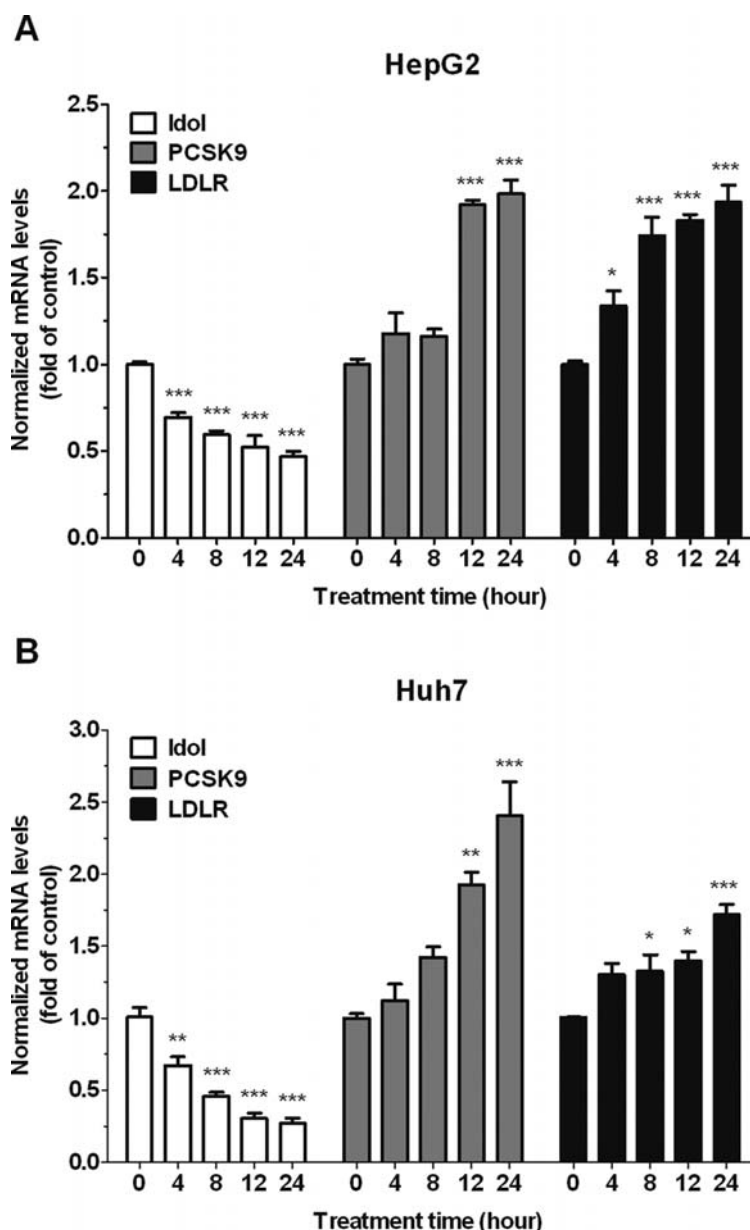 A
HepG2
Normalized mRNA levels
(fold of control)
2.5
2.0
1.5
1.0
0.5
0.0
Idol
PCSK9
LDLR
*** *** *** ***
*** ***
* *** *** ***
0 4 8 12 24 0 4 8 12 24 0 4 8 12 24
Treatment time (hour)
B
Huh7
Normalized mRNA levels
(fold of control)
3.0
2.5
2.0
1.5
1.0
0.5
0.0
Idol
PCSK9
LDLR
** *** *** ***
** ***
* * ***
0 4 8 12 24 0 4 8 12 24 0 4 8 12 24
Treatment time (hour)